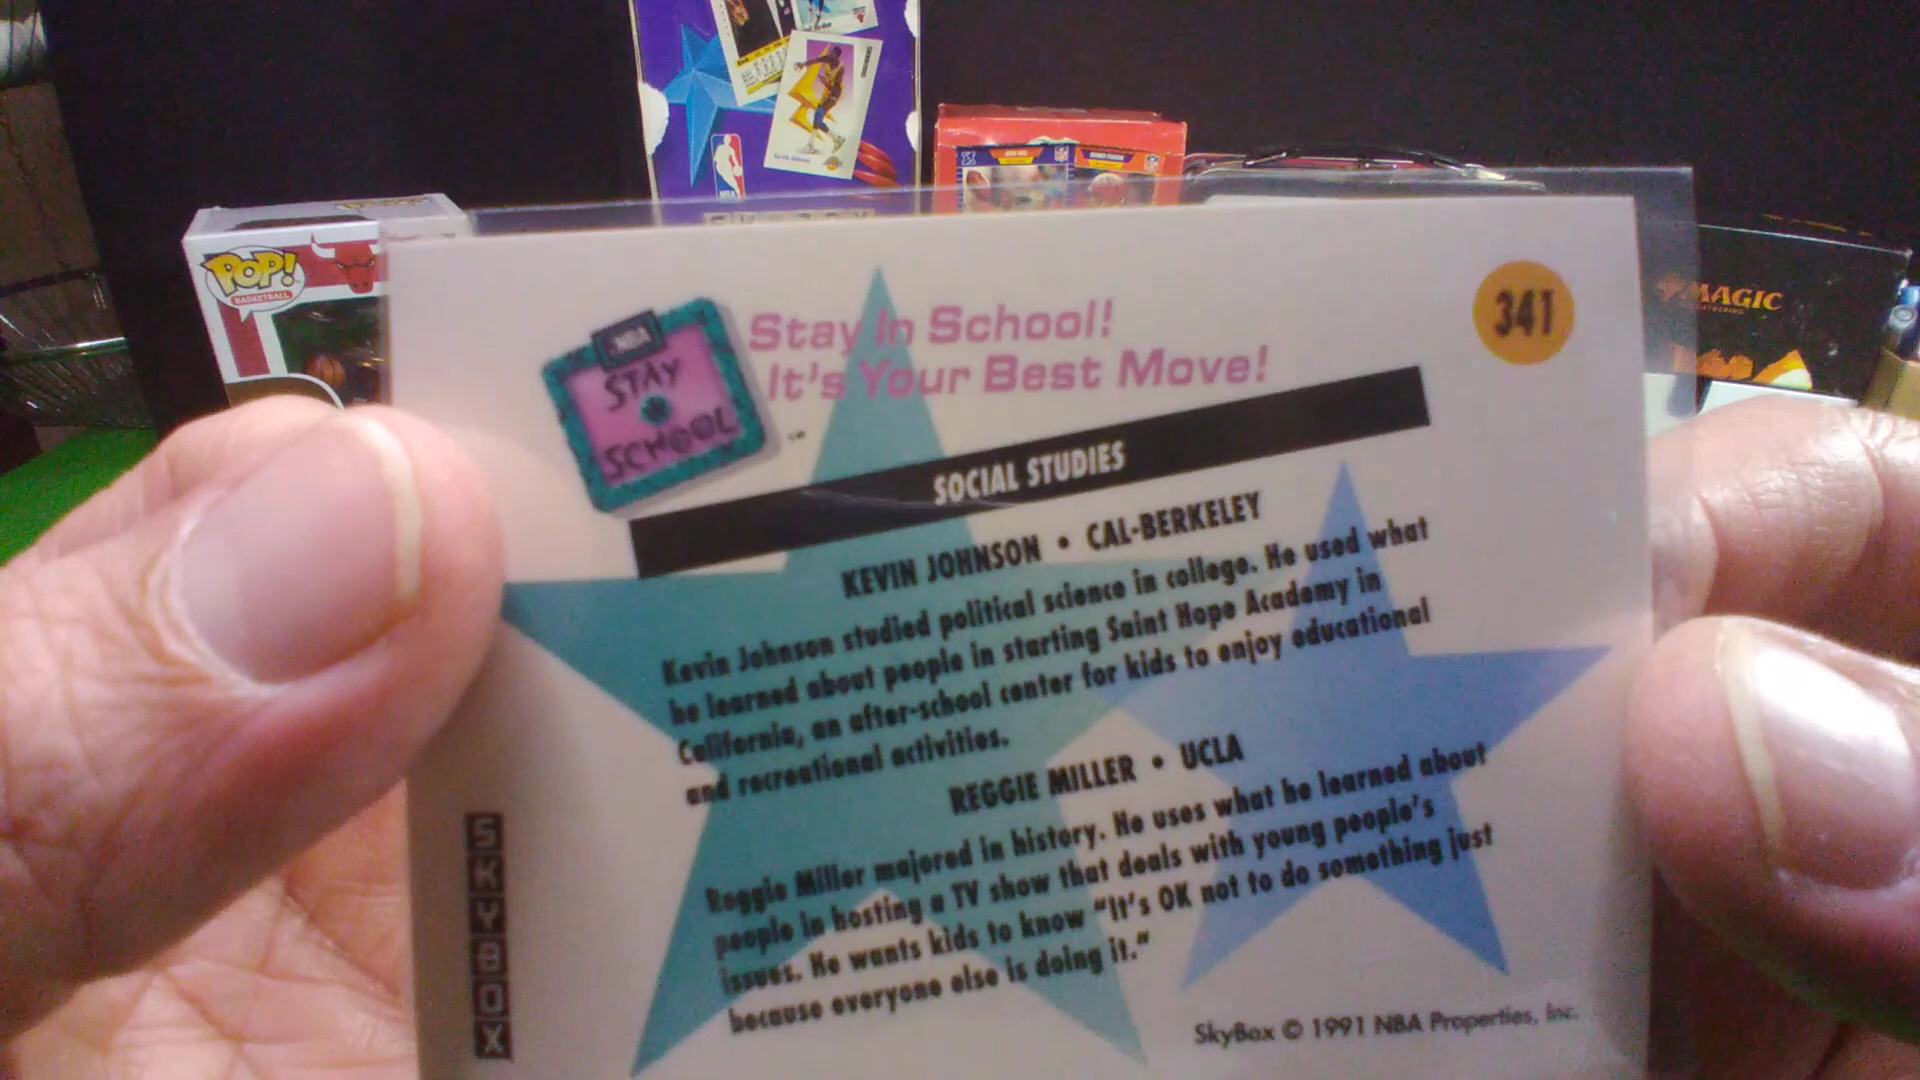 POP!
BASKETBALL
NBA
SKYBOX
MAGIC
341
Stay In School!
It's Your Best Move!
NBA
STAY
SCHOOL
™
SOCIAL STUDIES
KEVIN JOHNSON • CAL-BERKELEY
Kevin Johnson studied political science in college. He used what
he learned about people in starting Saint Hope Academy in
California, an after-school center for kids to enjoy educational
and recreational activities.
REGGIE MILLER • UCLA
Reggie Miller majored in history. He uses what he learned about
people in hosting a TV show that deals with young people's
issues. He wants kids to know "It's OK not to do something just
because everyone else is doing it."
SKYBOX
SkyBox © 1991 NBA Properties, Inc.